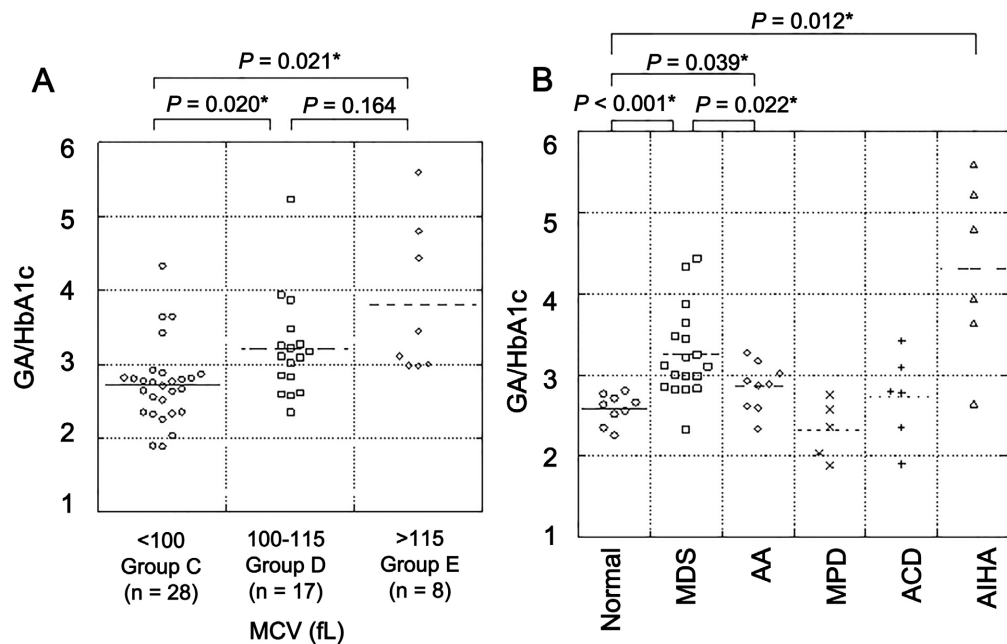 P = 0.012*
A
P = 0.021*
B
P = 0.039*
P = 0.020*
P = 0.164
P < 0.001*
P = 0.022*
6
5
4
3
2
1
GA/HbA1c
<100
Group C
(n = 28)
100-115
Group D
(n = 17)
>115
Group E
(n = 8)
MCV (fL)
6
5
4
3
2
1
GA/HbA1c
Normal
MDS
AA
MPD
ACD
AIHA